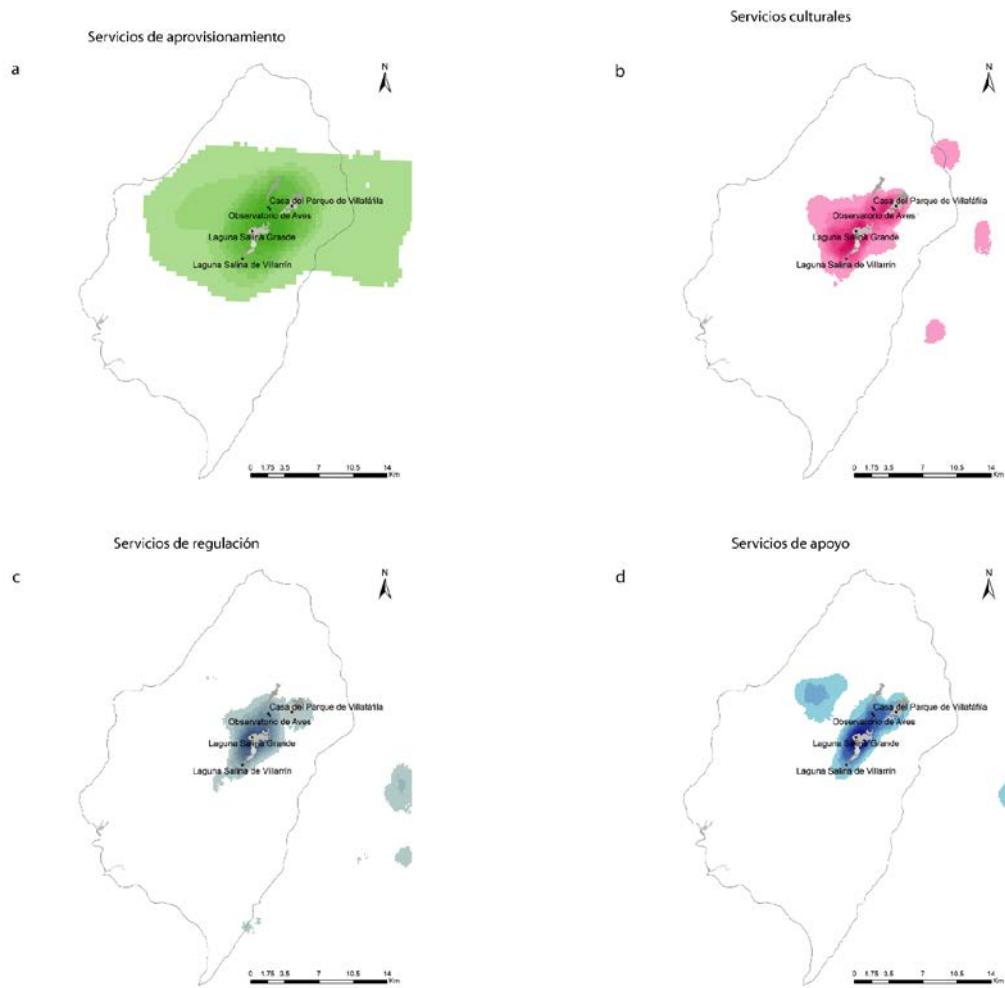 Servicios de aprovisionamiento
a
N
Casa del Parque de Villafáfila
Observatorio de Aves
Laguna Salina Grande
Laguna Salina de Villarrín
0 1.75 3.5 7 10.5 14
Km
Servicios culturales
b
N
Casa del Parque de Villafáfila
Observatorio de Aves
Laguna Salina Grande
Laguna Salina de Villarrín
0 1.75 3.5 7 10.5 14
Km
Servicios de regulación
c
N
Casa del Parque de Villafáfila
Observatorio de Aves
Laguna Salina Grande
Laguna Salina de Villarrín
0 1.75 3.5 7 10.5 14
Km
Servicios de apoyo
d
N
Casa del Parque de Villafáfila
Observatorio de Aves
Laguna Salina Grande
Laguna Salina de Villarrín
0 1.75 3.5 7 10.5 14
Km